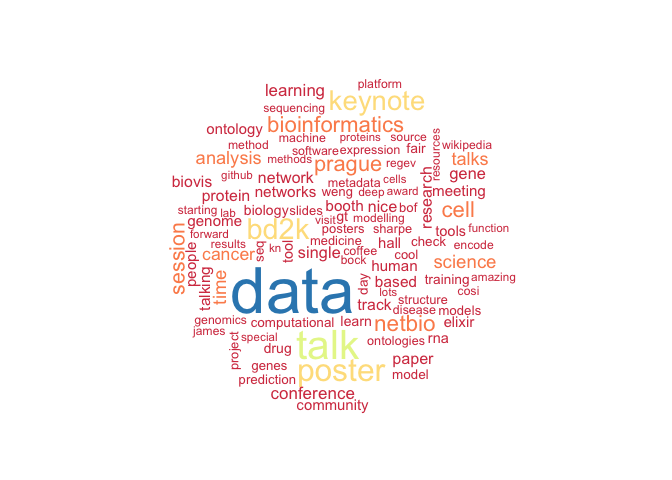 platform
learning
keynote
sequencing
bioinformatics
ontology
machine proteins source
method
software expression fair wikipedia
analysis methods prague regev resources talks
github
biovis network metadata cells gene
protein networks weng deep award research meeting
starting lab biology slides booth nice bof cell
genome bd2k visit gt modelling
forward posters sharpe tools function
session people results seq kn tool medicine hall check encode
cancer single coffee cool
bock human science
talking time data day based training amazing
lots cosi
track structure
disease models
genomics computational learn netbio elixir
james
project special talk ontologies rna
drug
genes poster paper
prediction model
conference
community